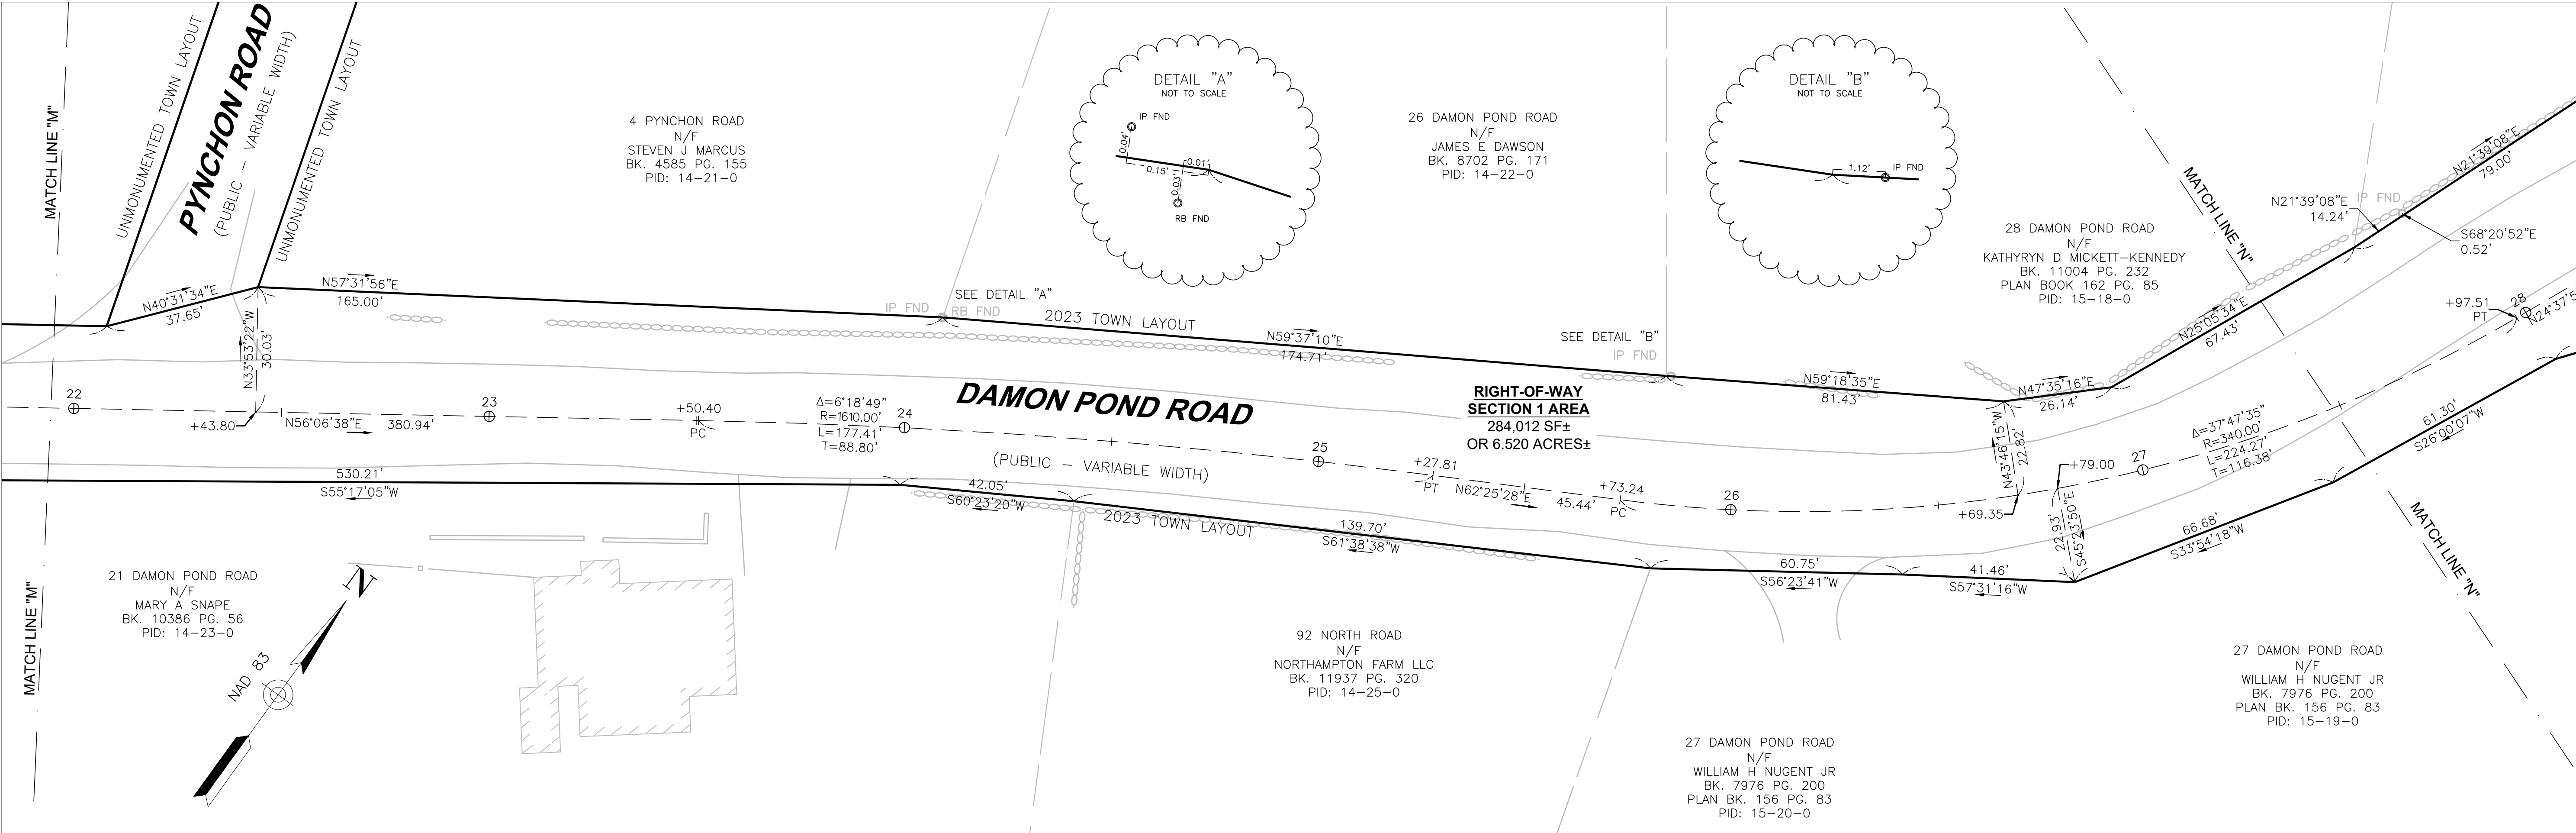 MATCH LINE "M"
UNMONUMENTED TOWN LAYOUT
PYNCHON ROAD
(PUBLIC - VARIABLE WIDTH)
UNMONUMENTED TOWN LAYOUT
N40°31'34"E
37.65'
N57°31'56"E
165.00'
N33°53'22"W
30.03'
4 PYNCHON ROAD
N/F
STEVEN J MARCUS
BK. 4585 PG. 155
PID: 14-21-0
DETAIL "A"
NOT TO SCALE
IP FND
0.04'
0.01'
0.15'
0.03'
RB FND
26 DAMON POND ROAD
N/F
JAMES E DAWSON
BK. 8702 PG. 171
PID: 14-22-0
DETAIL "B"
NOT TO SCALE
1.12'
IP FND
28 DAMON POND ROAD
N/F
KATHYRYN D MICKETT-KENNEDY
BK. 11004 PG. 232
PLAN BOOK 162 PG. 85
PID: 15-18-0
MATCH LINE "N"
N21°39'08"E
79.00'
IP FND
N21°39'08"E
14.24'
S68°20'52"E
0.52'
SEE DETAIL "A"
IP FND
RB FND
2023 TOWN LAYOUT
N59°37'10"E
174.71'
SEE DETAIL "B"
IP FND
N59°18'35"E
81.43'
N47°35'16"E
26.14'
N25°05'34"E
67.43'
+97.51
PT
28
N24°37'5
22
+43.80
N56°06'38"E
380.94'
23
+50.40
PC
Δ=6°18'49"
R=1610.00'
L=177.41'
T=88.80'
24
DAMON POND ROAD
(PUBLIC - VARIABLE WIDTH)
25
RIGHT-OF-WAY
SECTION 1 AREA
284,012 SF±
OR 6.520 ACRES±
+27.81
PT
N62°25'28"E
45.44'
+73.24
PC
26
N43°46'15"W
22.82'
+69.35
+79.00
S45°23'50"E
22.93'
27
Δ=37°47'35"
R=340.00'
L=224.27'
T=116.38'
61.30'
S26°00'07"W
530.21'
S55°17'05"W
42.05'
S60°23'20"W
2023 TOWN LAYOUT
139.70'
S61°38'38"W
60.75'
S56°23'41"W
41.46'
S57°31'16"W
66.68'
S33°54'18"W
MATCH LINE "N"
MATCH LINE "M"
21 DAMON POND ROAD
N/F
MARY A SNAPE
BK. 10386 PG. 56
PID: 14-23-0
N
NAD 83
92 NORTH ROAD
N/F
NORTHAMPTON FARM LLC
BK. 11937 PG. 320
PID: 14-25-0
27 DAMON POND ROAD
N/F
WILLIAM H NUGENT JR
BK. 7976 PG. 200
PLAN BK. 156 PG. 83
PID: 15-20-0
27 DAMON POND ROAD
N/F
WILLIAM H NUGENT JR
BK. 7976 PG. 200
PLAN BK. 156 PG. 83
PID: 15-19-0